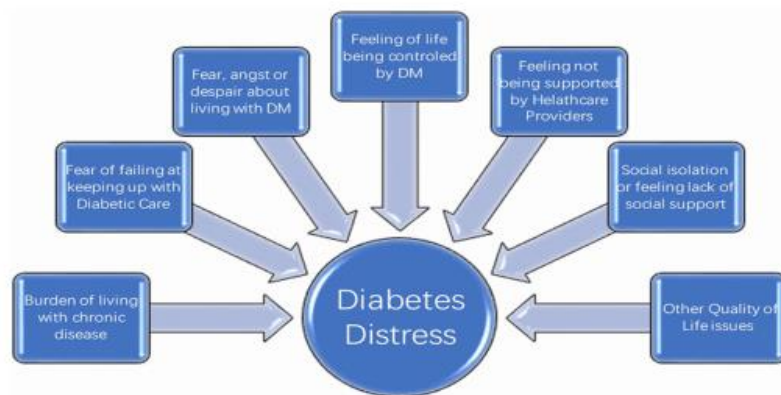 Feeling of life
being controled
by DM
Fear, angst or
despair about
living with DM
Feeling not
being supported
by Helathcare
Providers
Fear of failing at
keeping up with
Diabetic Care
Social isolation
or feeling lack of
social support
Burden of living
with chronic
disease
Diabetes
Distress
Other Quality of
Life issues